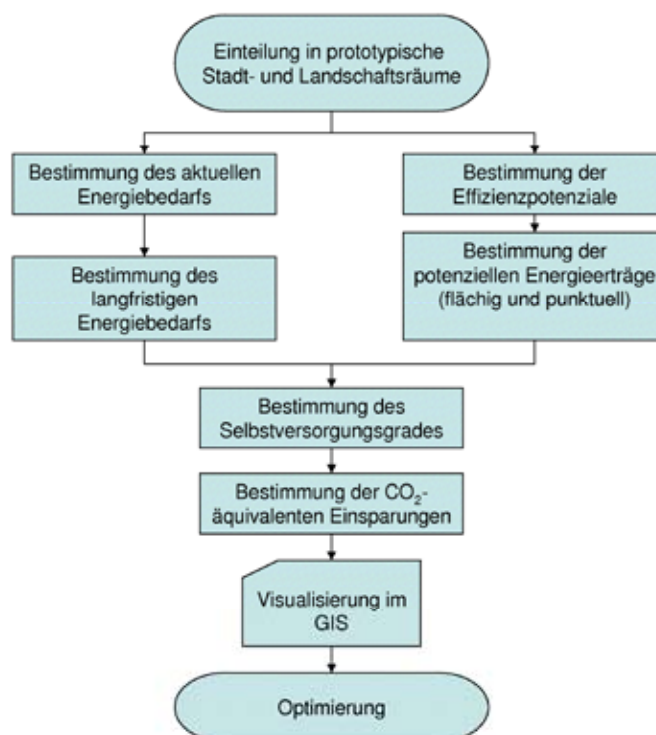 Einteilung in prototypische
Stadt- und Landschaftsräume
Bestimmung des aktuellen
Energiebedarfs
Bestimmung der
Effizienzpotenziale
Bestimmung des
langfristigen
Energiebedarfs
Bestimmung der
potenziellen Energieerträge
(flächig und punktuell)
Bestimmung des
Selbstversorgungsgrades
Bestimmung der CO₂-
äquivalenten Einsparungen
Visualisierung im
GIS
Optimierung